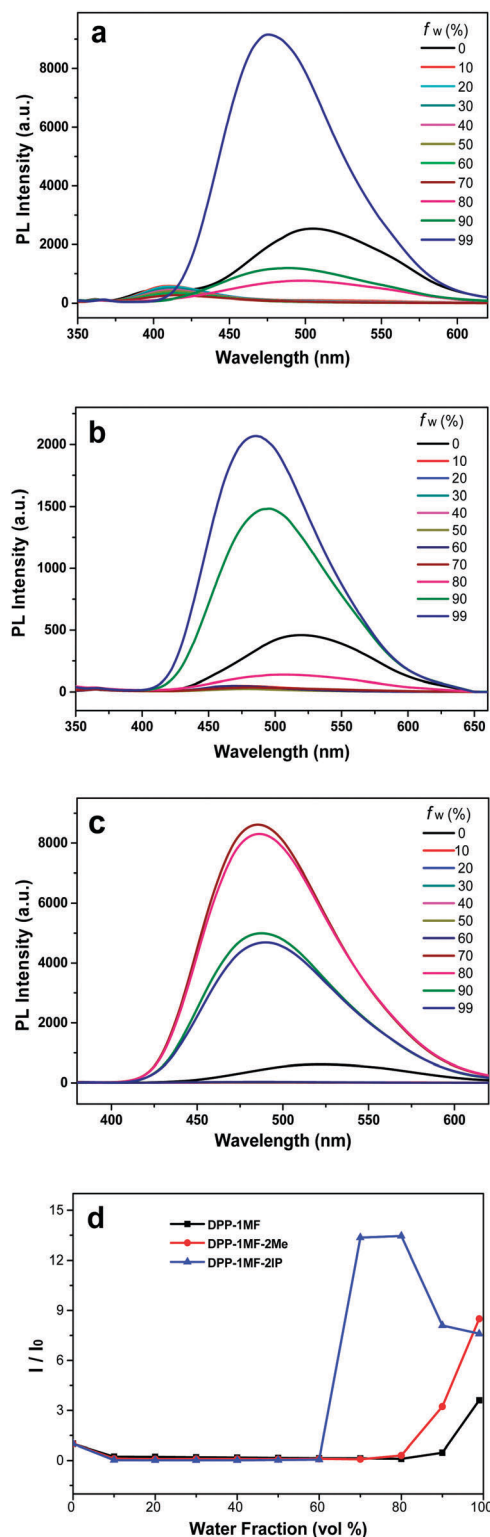 a
f w (%)
0
10
20
30
40
50
60
70
80
90
99
8000
6000
4000
2000
0
PL Intensity (a.u.)
350 400 450 500 550 600
Wavelength (nm)
b
f w (%)
0
10
20
30
40
50
60
70
80
90
99
2000
1500
1000
500
0
PL Intensity (a.u.)
350 400 450 500 550 600 650
Wavelength (nm)
c
f w (%)
0
10
20
30
40
50
60
70
80
90
99
8000
6000
4000
2000
0
PL Intensity (a.u.)
400 450 500 550 600
Wavelength (nm)
d
DPP-1MF
DPP-1MF-2Me
DPP-1MF-2IP
15
12
9
6
3
0
I / I0
0 20 40 60 80 100
Water Fraction (vol %)